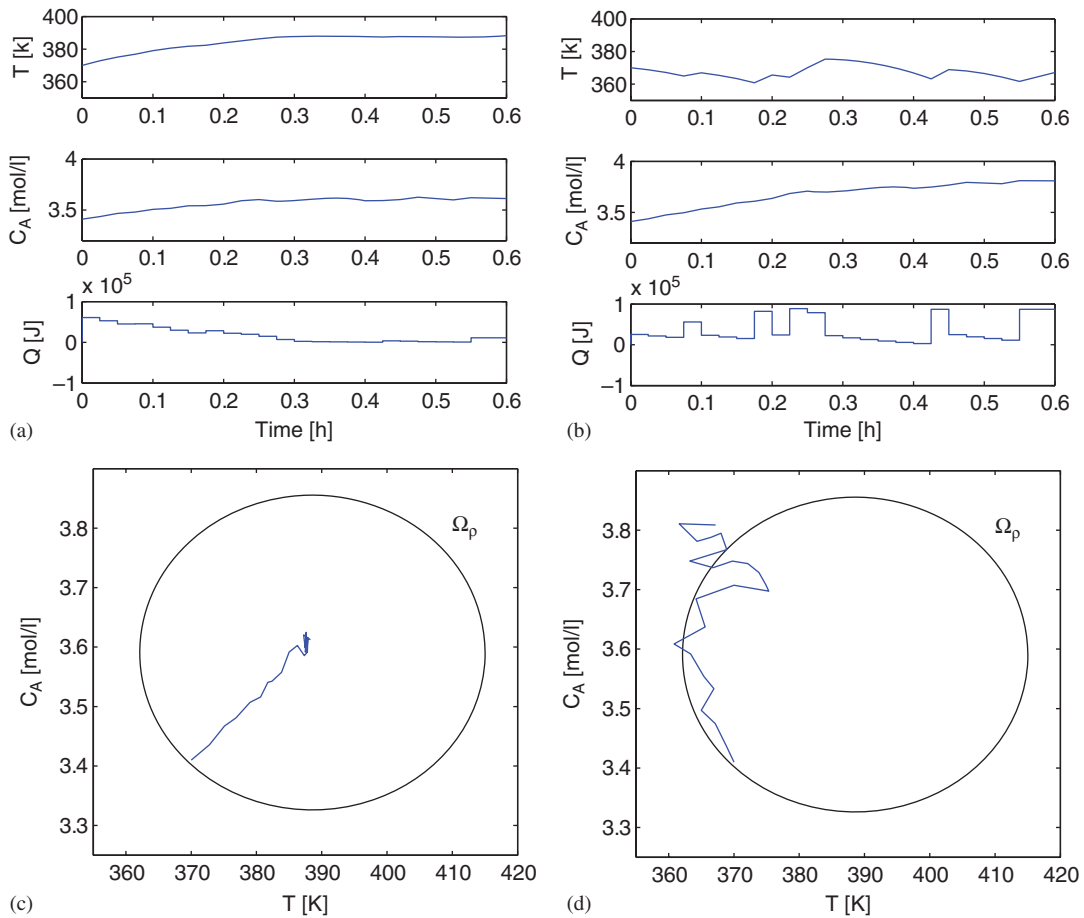 T [k]
400
380
360
0 0.1 0.2 0.3 0.4 0.5 0.6
C_A [mol/l]
4
3.5
0 0.1 0.2 0.3 0.4 0.5 0.6
x 10^5
Q [J]
1
0
−1
0 0.1 0.2 0.3 0.4 0.5 0.6
(a)
Time [h]
T [k]
400
380
360
0 0.1 0.2 0.3 0.4 0.5 0.6
C_A [mol/l]
4
3.5
0 0.1 0.2 0.3 0.4 0.5 0.6
x 10^5
Q [J]
1
0
−1
0 0.1 0.2 0.3 0.4 0.5 0.6
(b)
Time [h]
Ω_ρ
C_A [mol/l]
3.8
3.7
3.6
3.5
3.4
3.3
360 370 380 390 400 410 420
(c)
T [K]
Ω_ρ
C_A [mol/l]
3.8
3.7
3.6
3.5
3.4
3.3
360 370 380 390 400 410 420
(d)
T [K]